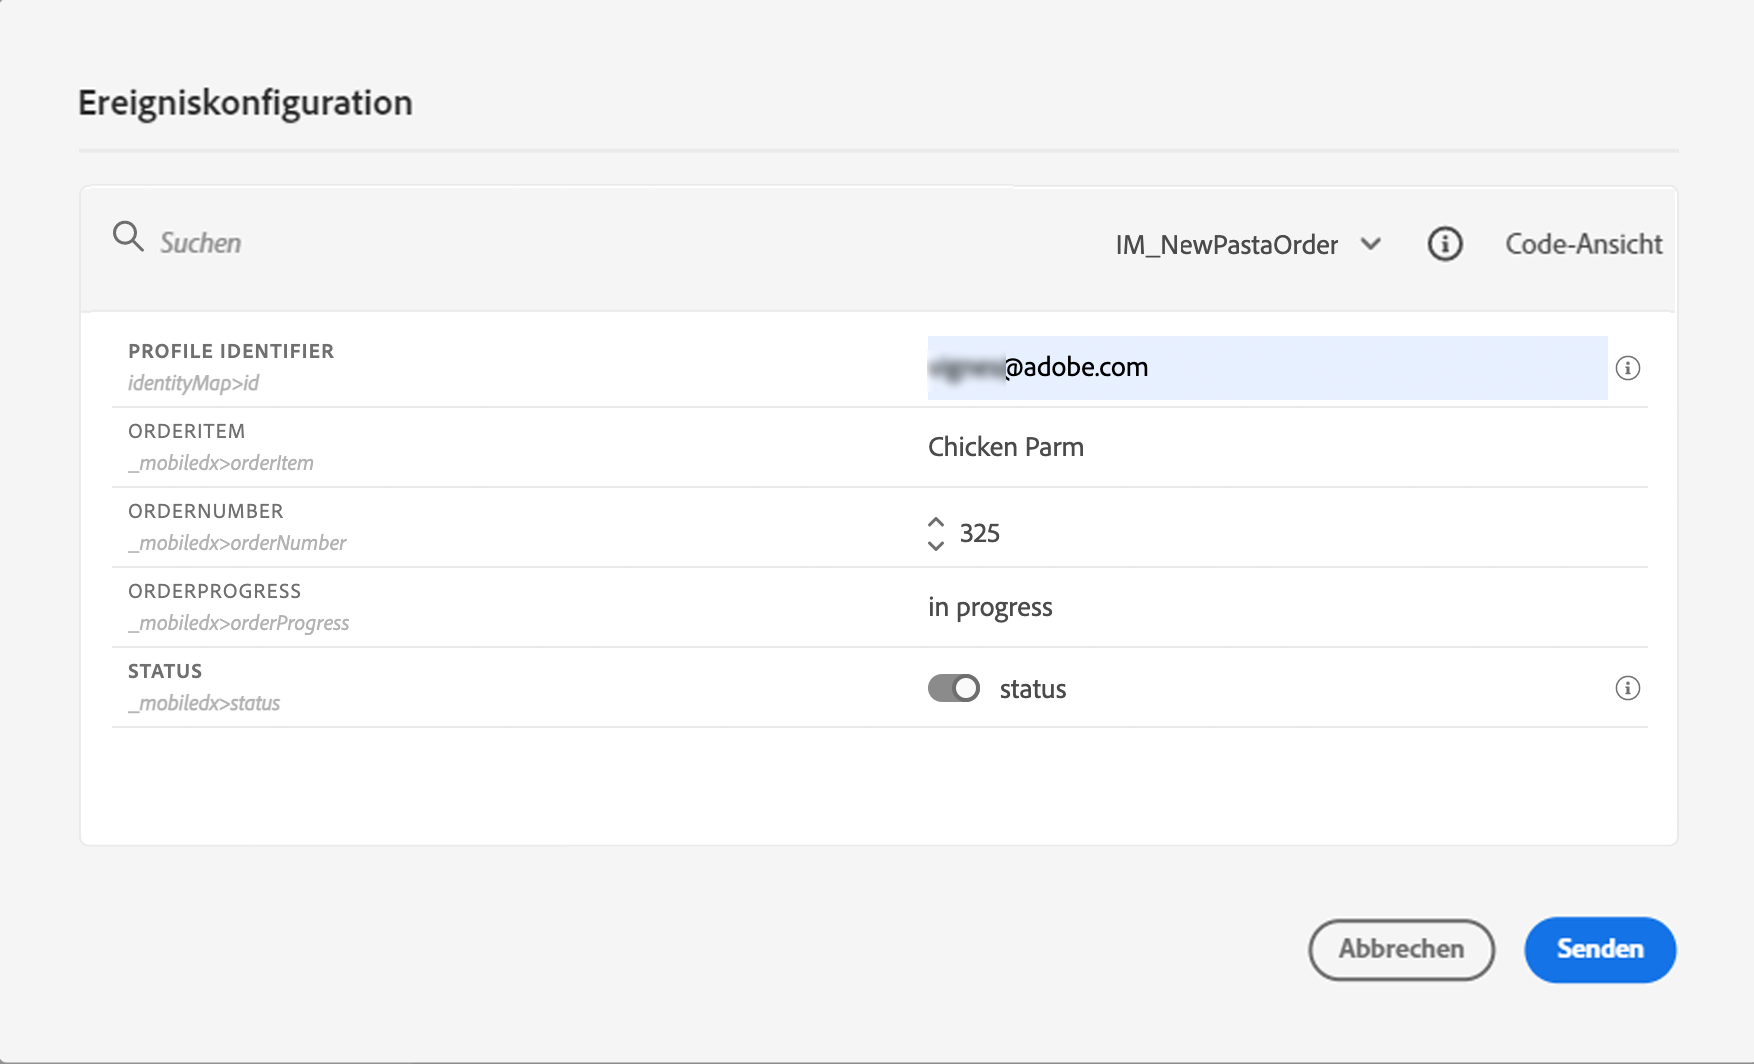 Ereigniskonfiguration
Suchen
IM_NewPastaOrder
Code-Ansicht
PROFILE IDENTIFIER
identityMap>id
@adobe.com
ORDERITEM
_mobiledx>orderItem
Chicken Parm
ORDERNUMBER
_mobiledx>orderNumber
325
ORDERPROGRESS
_mobiledx>orderProgress
in progress
STATUS
_mobiledx>status
status
Abbrechen
Senden